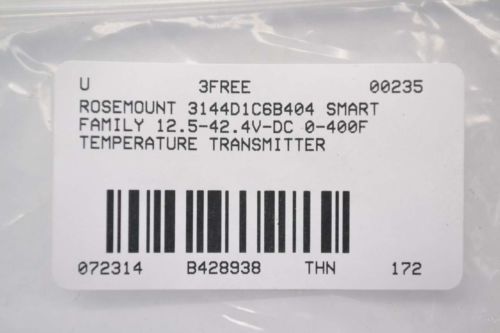 U 3FREE 00235
ROSEMOUNT 3144D1C6B404 SMART
FAMILY 12.5-42.4V-DC 0-400F
TEMPERATURE TRANSMITTER
072314 B428938 THN 172